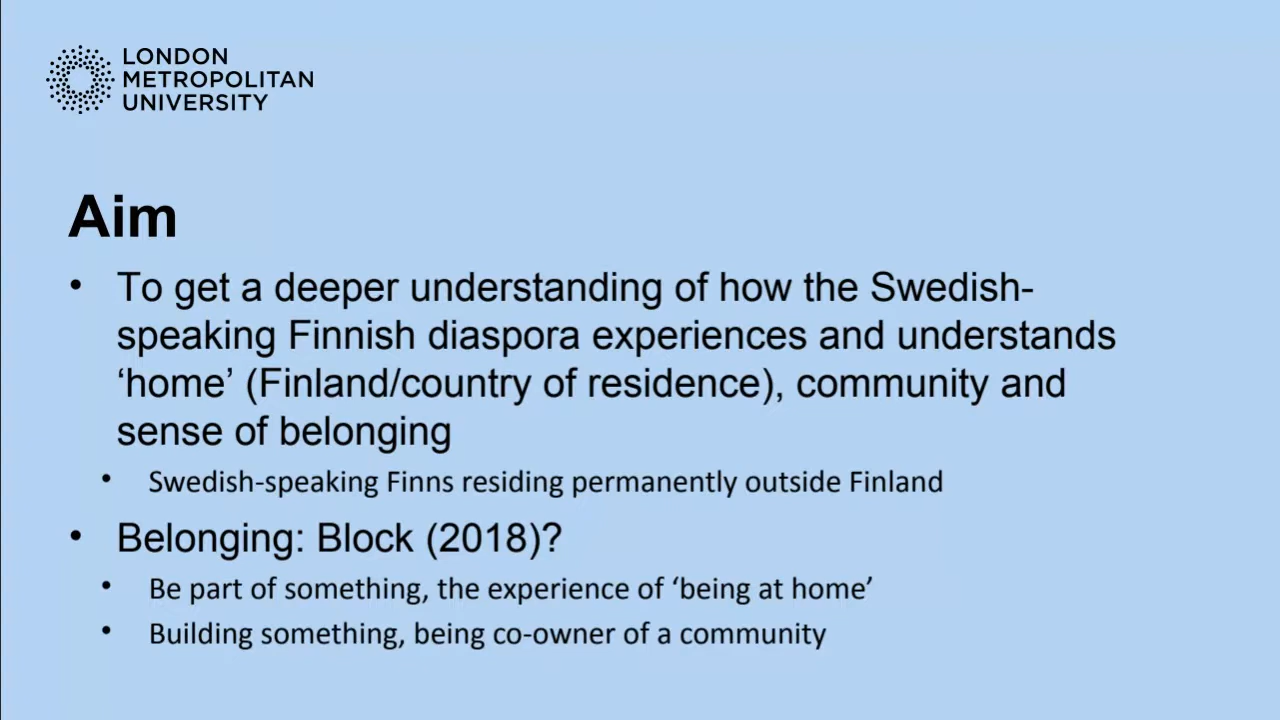 LONDON
METROPOLITAN
UNIVERSITY
Aim
• To get a deeper understanding of how the Swedish-
speaking Finnish diaspora experiences and understands
‘home’ (Finland/country of residence), community and
sense of belonging
• Swedish-speaking Finns residing permanently outside Finland
• Belonging: Block (2018)?
• Be part of something, the experience of ‘being at home’
• Building something, being co-owner of a community